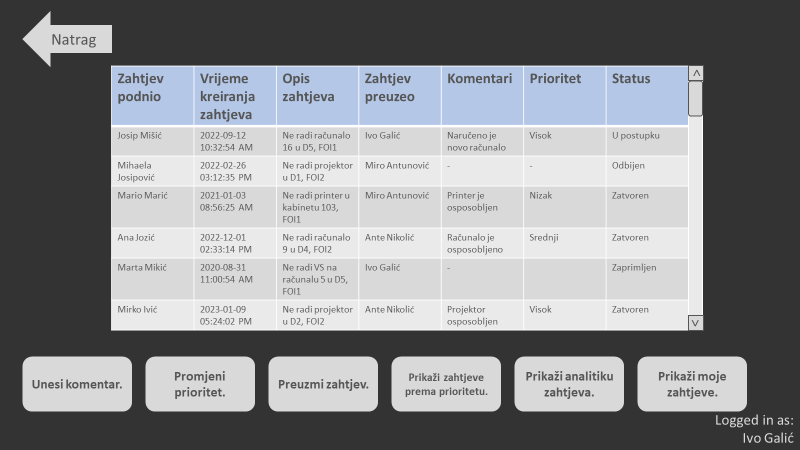 Natrag
Zahtjev podnio	Vrijeme kreiranja zahtjeva	Opis zahtjeva	Zahtjev preuzeo	Komentari	Prioritet	Status
Josip Mišić	2022-09-12 10:32:54 AM	Ne radi računalo 16 u D5, FOI1	Ivo Galić	Naručeno je novo računalo	Visok	U postupku
Mihaela Josipović	2022-02-26 03:12:35 PM	Ne radi projektor u D1, FOI2	Miro Antunović	-	-	Odbijen
Mario Marić	2021-01-03 08:56:25 AM	Ne radi printer u kabinetu 103, FOI1	Miro Antunović	Printer je osposobljen	Nizak	Zatvoren
Ana Jozić	2022-12-01 02:33:14 PM	Ne radi računalo 9 u D4, FOI2	Ante Nikolić	Računalo je osposobljeno	Srednji	Zatvoren
Marta Mikić	2020-08-31 11:00:54 AM	Ne radi VS na računalu 5 u D5, FOI1	Ivo Galić	-		Zaprimljen
Mirko Ivić	2023-01-09 05:24:02 PM	Ne radi projektor u D2, FOI2	Ante Nikolić	Projektor osposobljen	Visok	Zatvoren
Unesi komentar.
Promjeni
prioritet.
Preuzmi zahtjev.
Prikaži zahtjeve
prema prioritetu.
Prikaži analitiku
zahtjeva.
Prikaži moje
zahtjeve.
Logged in as:
Ivo Galić